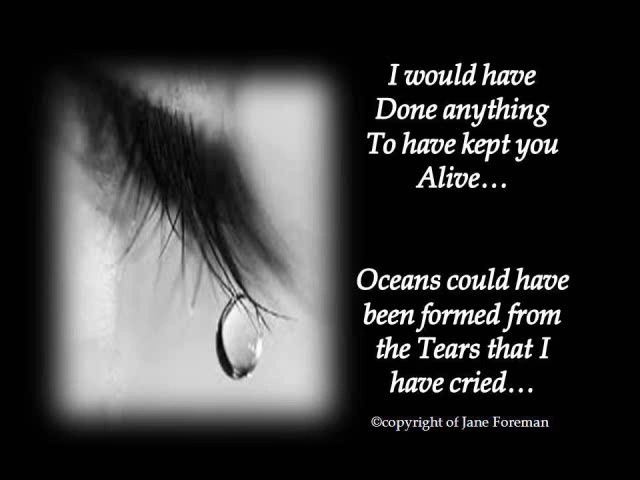 I would have
Done anything
To have kept you
Alive...
Oceans could have
been formed from
the Tears that I
have cried...
©copyright of Jane Foreman